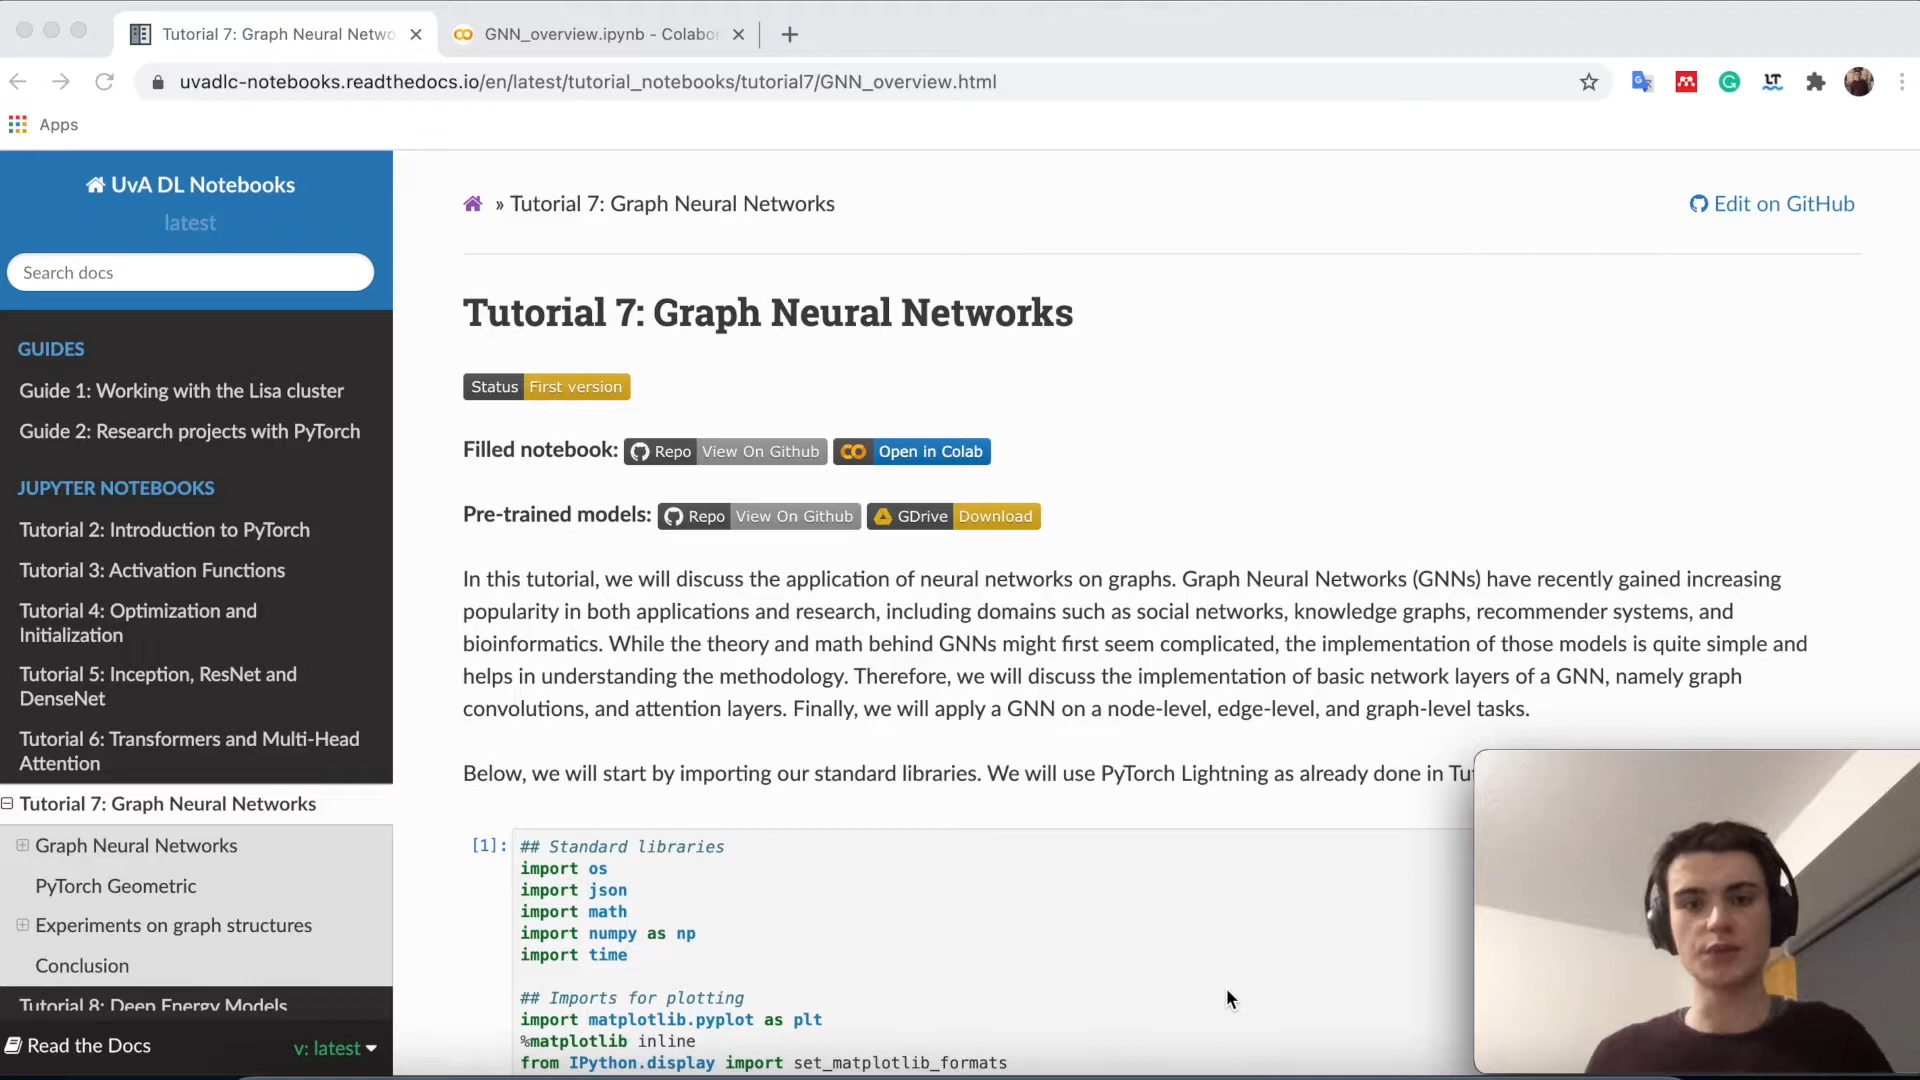 Tutorial 7: Graph Neural Netwo
GNN_overview.ipynb - Colabo
uvadlc-notebooks.readthedocs.io/en/latest/tutorial_notebooks/tutorial7/GNN_overview.html
Apps
UvA DL Notebooks
latest
Search docs
GUIDES
Guide 1: Working with the Lisa cluster
Guide 2: Research projects with PyTorch
JUPYTER NOTEBOOKS
Tutorial 2: Introduction to PyTorch
Tutorial 3: Activation Functions
Tutorial 4: Optimization and
Initialization
Tutorial 5: Inception, ResNet and
DenseNet
Tutorial 6: Transformers and Multi-Head
Attention
Tutorial 7: Graph Neural Networks
Graph Neural Networks
PyTorch Geometric
Experiments on graph structures
Conclusion
Tutorial 8: Deep Energy Models
Read the Docs
v: latest
» Tutorial 7: Graph Neural Networks
Edit on GitHub
Tutorial 7: Graph Neural Networks
Status First version
Filled notebook: Repo View On Github Open in Colab
Pre-trained models: Repo View On Github GDrive Download
In this tutorial, we will discuss the application of neural networks on graphs. Graph Neural Networks (GNNs) have recently gained increasing
popularity in both applications and research, including domains such as social networks, knowledge graphs, recommender systems, and
bioinformatics. While the theory and math behind GNNs might first seem complicated, the implementation of those models is quite simple and
helps in understanding the methodology. Therefore, we will discuss the implementation of basic network layers of a GNN, namely graph
convolutions, and attention layers. Finally, we will apply a GNN on a node-level, edge-level, and graph-level tasks.
Below, we will start by importing our standard libraries. We will use PyTorch Lightning as already done in Tu
[1]: ## Standard libraries
import os
import json
import math
import numpy as np
import time
## Imports for plotting
import matplotlib.pyplot as plt
%matplotlib inline
from IPython.display import set_matplotlib_formats